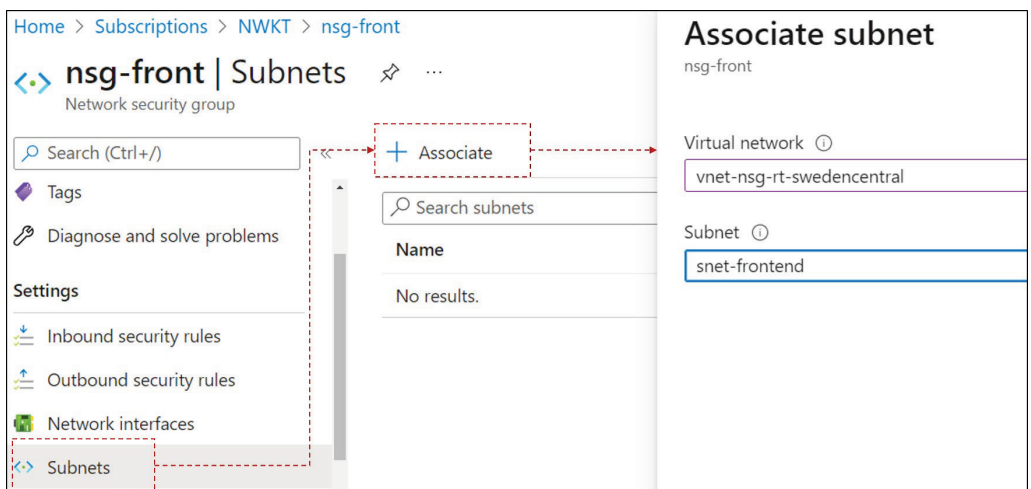 Home > Subscriptions > NWKT > nsg-front
nsg-front | Subnets
Network security group
Search (Ctrl+/)
Tags
Diagnose and solve problems
Settings
Inbound security rules
Outbound security rules
Network interfaces
Subnets
+ Associate
Search subnets
Name
No results.
Associate subnet
nsg-front
Virtual network
vnet-nsg-rt-swedencentral
Subnet
snet-frontend